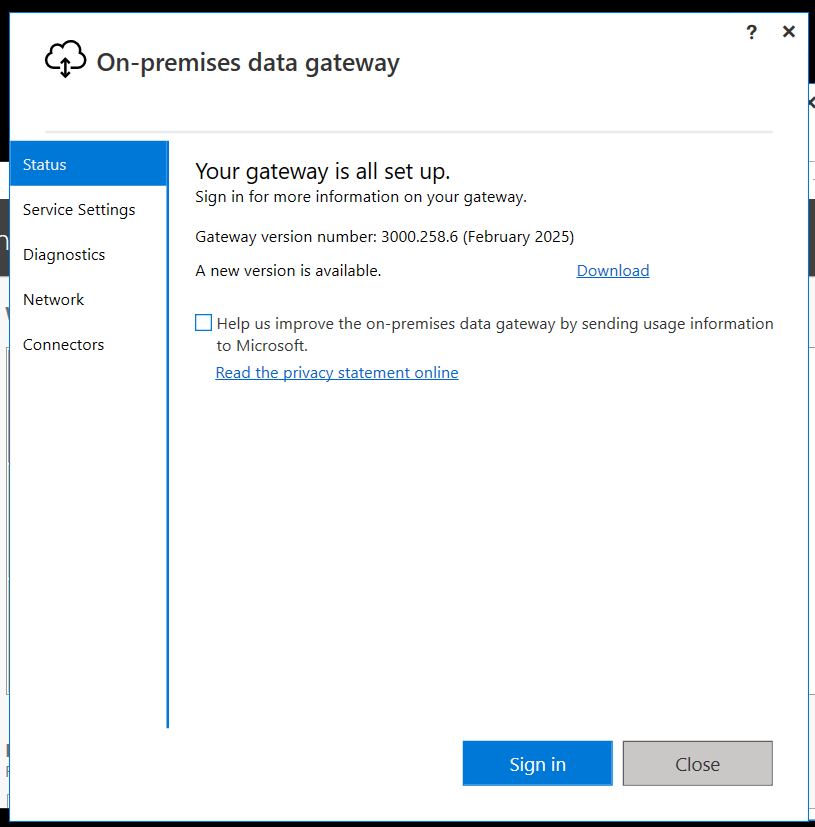 ?
On-premises data gateway
Status
Service Settings
Diagnostics
Network
Connectors
Your gateway is all set up.
Sign in for more information on your gateway.
Gateway version number: 3000.258.6 (February 2025)
A new version is available. Download
Help us improve the on-premises data gateway by sending usage information
to Microsoft.
Read the privacy statement online
Sign in
Close